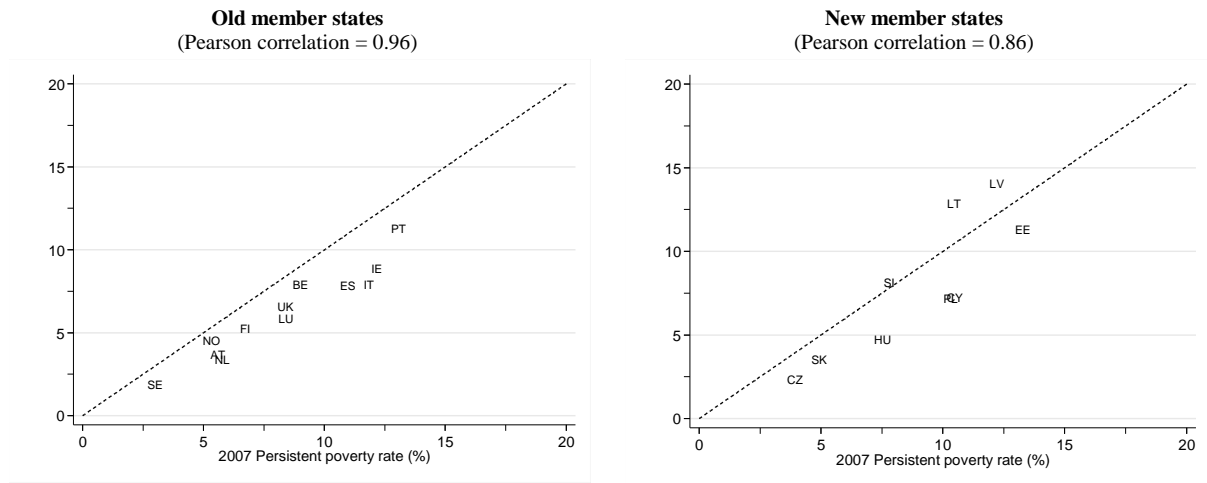 Old member states
(Pearson correlation = 0.96)
20
15
10
5
0
PT
IE
BE
ES
IT
UK
LU
FI
NO
AT
NL
SE
0 5 10 15 20
2007 Persistent poverty rate (%)
New member states
(Pearson correlation = 0.86)
20
15
10
5
0
LV
LT
EE
SI
PL
CY
HU
SK
CZ
0 5 10 15 20
2007 Persistent poverty rate (%)